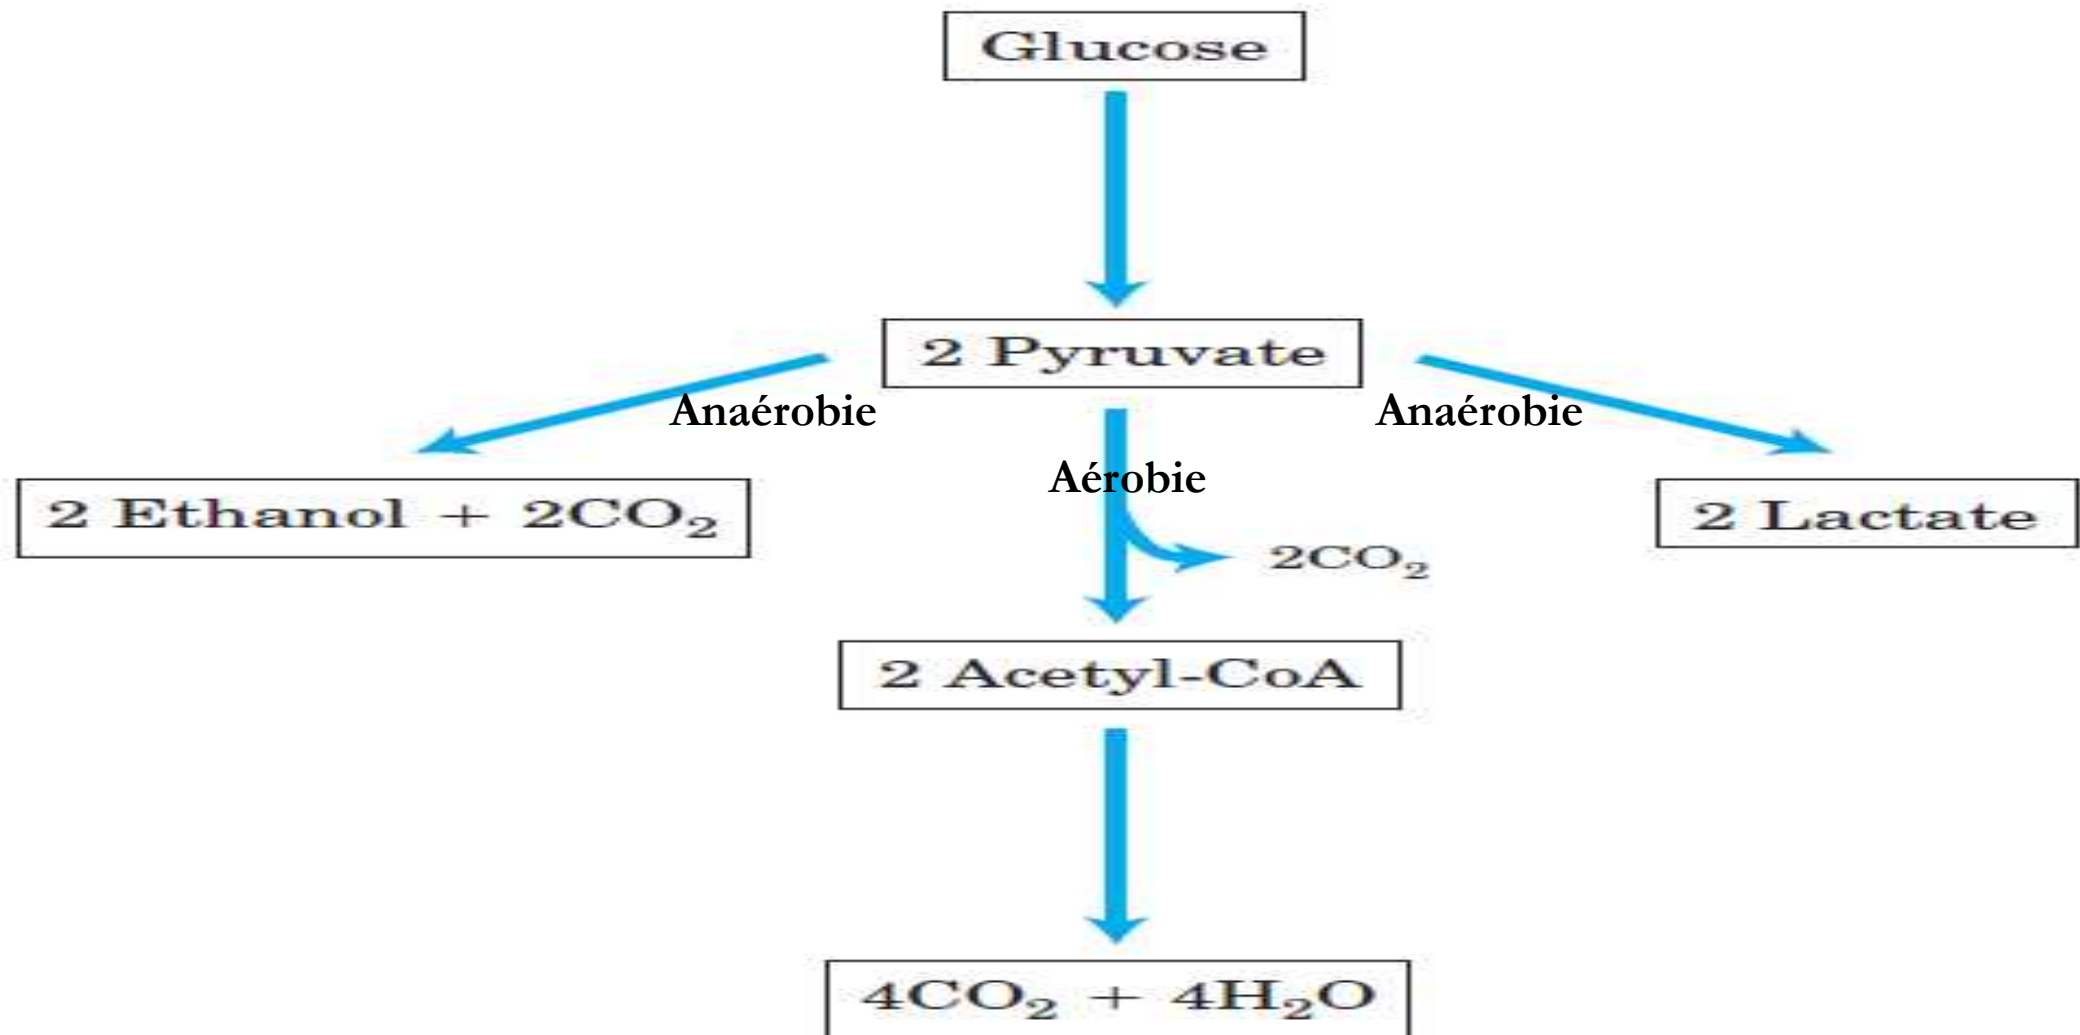 Glucose
2 Pyruvate
Anaérobie
Anaérobie
Aérobie
2 Ethanol + 2CO₂
2 Lactate
2CO₂
2 Acetyl-CoA
4CO₂ + 4H₂O